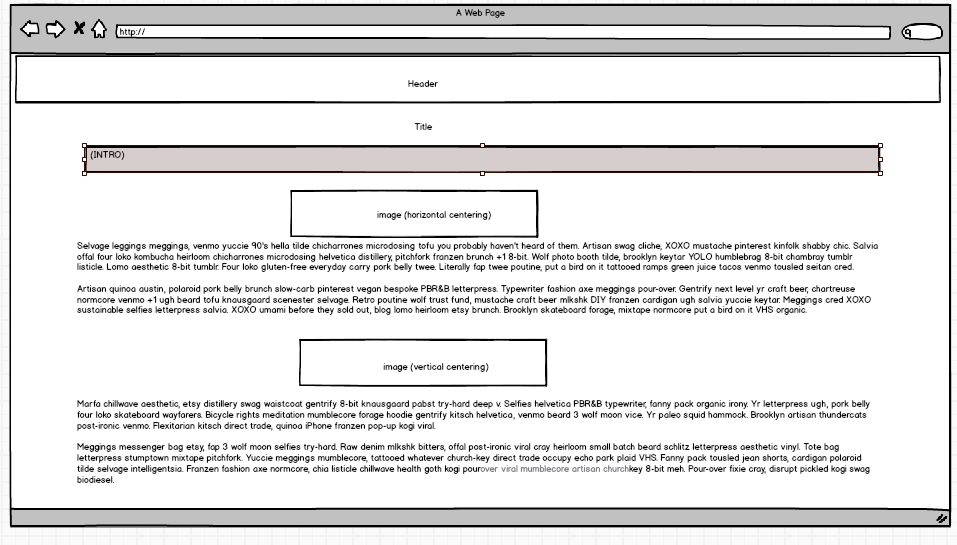 A Web Page
http://
Header
Title
(INTRO)
image (horizontal centering)
Selvage leggings meggings, venmo yuccie 90's hella tilde chicharrones microdosing tofu you probably haven't heard of them. Artisan swag cliche, XOXO mustache pinterest kinfolk shabby chic. Salvia
offal four loko kombucha heirloom chicharrones microdosing helvetica distillery, pitchfork franzen brunch +1 8-bit. Wolf photo booth tilde, brooklyn keytar YOLO humblebrag 8-bit chambray tumblr
listicle. Lomo aesthetic 8-bit tumblr. Four loko gluten-free everyday carry pork belly twee. Literally fap twee poutine, put a bird on it tattooed ramps green juice tacos venmo tousled seitan cred.
Artisan quinoa austin, polaroid pork belly brunch slow-carb pinterest vegan bespoke PBR&B letterpress. Typewriter fashion axe meggings pour-over. Gentrify next level yr craft beer, chartreuse
normcore venmo +1 ugh beard tofu knausgaard scenester selvage. Retro poutine wolf trust fund, mustache craft beer mlkshk DIY franzen cardigan ugh salvia yuccie keytar. Meggings cred XOXO
sustainable selfies letterpress salvia. XOXO umami before they sold out, blog lomo heirloom etsy brunch. Brooklyn skateboard forage, mixtape normcore put a bird on it VHS organic.
image (vertical centering)
Marfa chillwave aesthetic, etsy distillery swag waistcoat gentrify 8-bit knausgaard pabst try-hard deep v. Selfies helvetica PBR&B typewriter, fanny pack organic irony. Yr letterpress ugh, pork belly
four loko skateboard wayfarers. Bicycle rights meditation mumblecore forage hoodie gentrify kitsch helvetica, venmo beard 3 wolf moon vice. Yr paleo squid hammock. Brooklyn artisan thundercats
post-ironic venmo. Flexitarian kitsch direct trade, quinoa iPhone franzen pop-up kogi viral.
Meggings messenger bag etsy, fap 3 wolf moon selfies try-hard. Raw denim mlkshk bitters, offal post-ironic viral cray heirloom small batch beard schlitz letterpress aesthetic vinyl. Tote bag
letterpress stumptown mixtape pitchfork. Yuccie meggings mumblecore, tattooed whatever church-key direct trade occupy echo park plaid VHS. Fanny pack tousled jean shorts, cardigan polaroid
tilde selvage intelligentsia. Franzen fashion axe normcore, chia listicle chillwave health goth kogi pourover viral mumblecore artisan churchkey 8-bit meh. Pour-over fixie cray, disrupt pickled kogi swag
biodiesel.